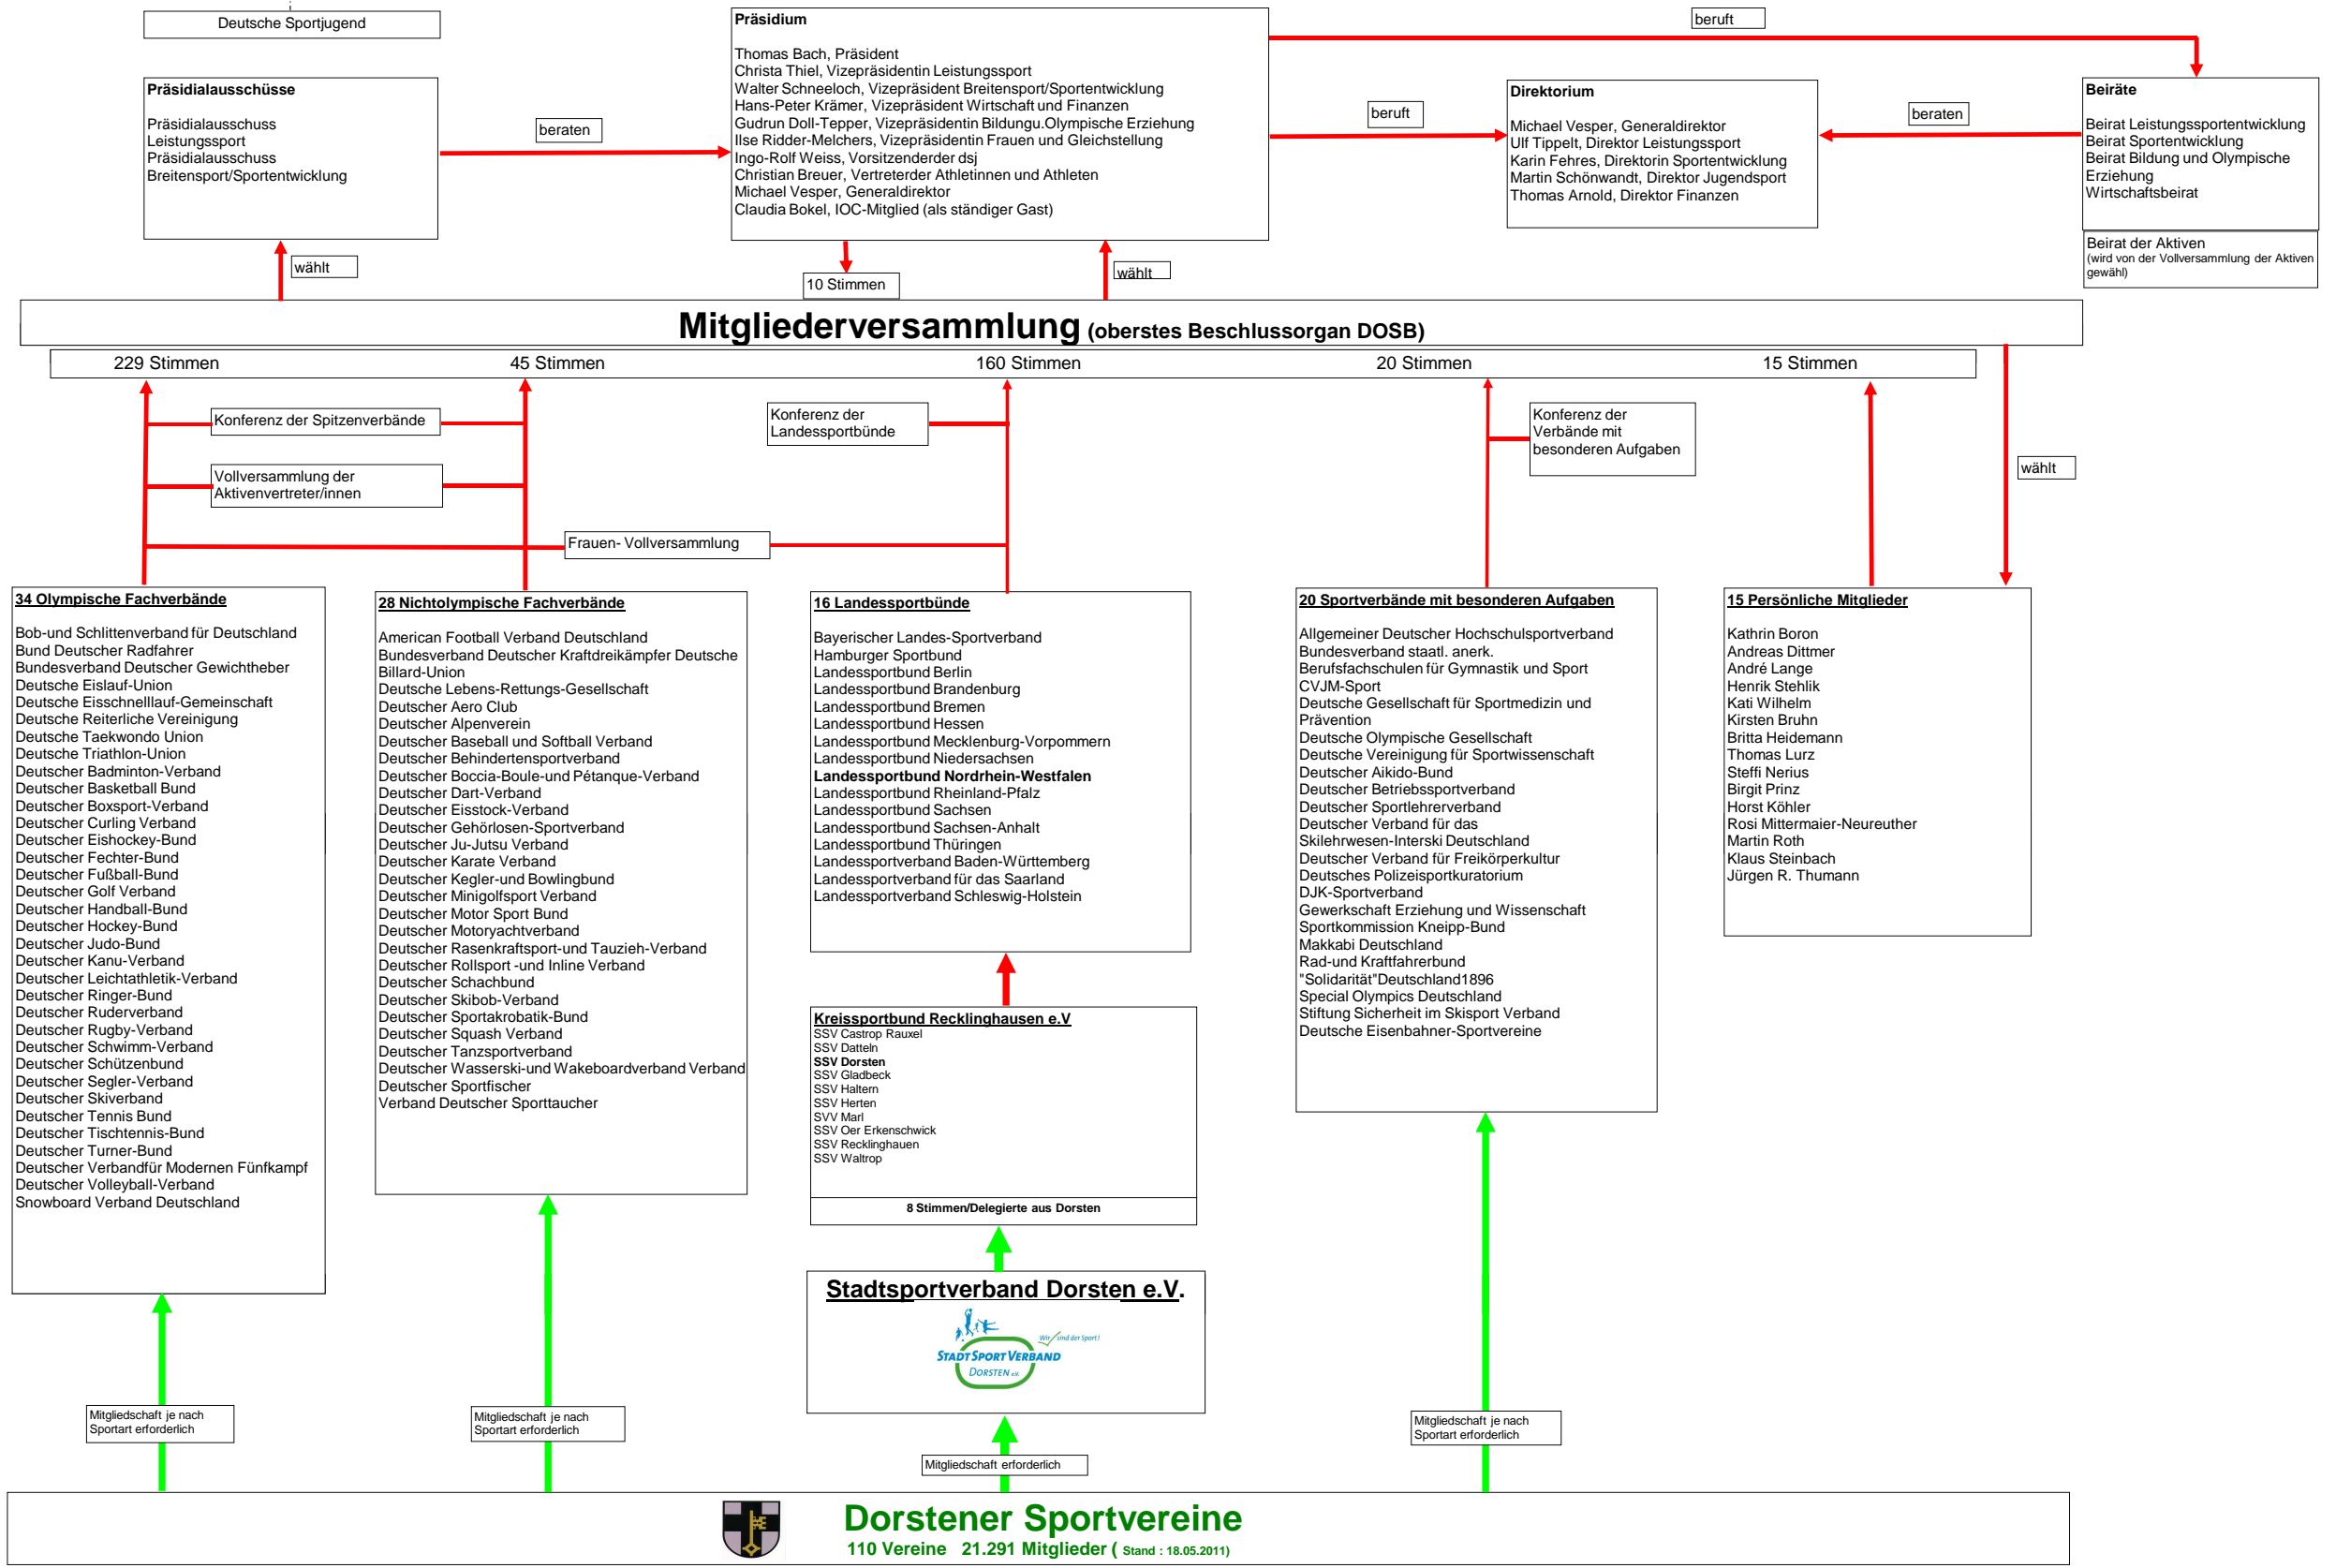 Deutsche Sportjugend
Präsidium
Thomas Bach, Präsident
Christa Thiel, Vizepräsidentin Leistungssport
Walter Schneeloch, Vizepräsident Breitensport/Sportentwicklung
Hans-Peter Krämer, Vizepräsident Wirtschaft und Finanzen
Gudrun Doll-Tepper, Vizepräsidentin Bildungu.Olympische Erziehung
Ilse Ridder-Melchers, Vizepräsidentin Frauen und Gleichstellung
Ingo-Rolf Weiss, Vorsitzenderder dsj
Christian Breuer, Vertreterder Athletinnen und Athleten
Michael Vesper, Generaldirektor
Claudia Bokel, IOC-Mitglied (als ständiger Gast)
beruft
Präsidialausschüsse
Präsidialausschuss
Leistungssport
Präsidialausschuss
Breitensport/Sportentwicklung
beraten
beruft
Direktorium
Michael Vesper, Generaldirektor
Ulf Tippelt, Direktor Leistungssport
Karin Fehres, Direktorin Sportentwicklung
Martin Schönwandt, Direktor Jugendsport
Thomas Arnold, Direktor Finanzen
beraten
Beiräte
Beirat Leistungssportentwicklung
Beirat Sportentwicklung
Beirat Bildung und Olympische
Erziehung
Wirtschaftsbeirat
Beirat der Aktiven
(wird von der Vollversammlung der Aktiven
gewähl)
wählt
10 Stimmen
wählt
Mitgliederversammlung (oberstes Beschlussorgan DOSB)
229 Stimmen
45 Stimmen
160 Stimmen
20 Stimmen
15 Stimmen
Konferenz der Spitzenverbände
Konferenz der
Landessportbünde
Konferenz der
Verbände mit
besonderen Aufgaben
Vollversammlung der
Aktivenvertreter/innen
wählt
Frauen- Vollversammlung
34 Olympische Fachverbände
Bob-und Schlittenverband für Deutschland
Bund Deutscher Radfahrer
Bundesverband Deutscher Gewichtheber
Deutsche Eislauf-Union
Deutsche Eisschnelllauf-Gemeinschaft
Deutsche Reiterliche Vereinigung
Deutsche Taekwondo Union
Deutsche Triathlon-Union
Deutscher Badminton-Verband
Deutscher Basketball Bund
Deutscher Boxsport-Verband
Deutscher Curling Verband
Deutscher Eishockey-Bund
Deutscher Fechter-Bund
Deutscher Fußball-Bund
Deutscher Golf Verband
Deutscher Handball-Bund
Deutscher Hockey-Bund
Deutscher Judo-Bund
Deutscher Kanu-Verband
Deutscher Leichtathletik-Verband
Deutscher Ringer-Bund
Deutscher Ruderverband
Deutscher Rugby-Verband
Deutscher Schwimm-Verband
Deutscher Schützenbund
Deutscher Segler-Verband
Deutscher Skiverband
Deutscher Tennis Bund
Deutscher Tischtennis-Bund
Deutscher Turner-Bund
Deutscher Verbandfür Modernen Fünfkampf
Deutscher Volleyball-Verband
Snowboard Verband Deutschland
28 Nichtolympische Fachverbände
American Football Verband Deutschland
Bundesverband Deutscher Kraftdreikämpfer Deutsche
Billard-Union
Deutsche Lebens-Rettungs-Gesellschaft
Deutscher Aero Club
Deutscher Alpenverein
Deutscher Baseball und Softball Verband
Deutscher Behindertensportverband
Deutscher Boccia-Boule-und Pétanque-Verband
Deutscher Dart-Verband
Deutscher Eisstock-Verband
Deutscher Gehörlosen-Sportverband
Deutscher Ju-Jutsu Verband
Deutscher Karate Verband
Deutscher Kegler-und Bowlingbund
Deutscher Minigolfsport Verband
Deutscher Motor Sport Bund
Deutscher Motoryachtverband
Deutscher Rasenkraftsport-und Tauzieh-Verband
Deutscher Rollsport -und Inline Verband
Deutscher Schachbund
Deutscher Skibob-Verband
Deutscher Sportakrobatik-Bund
Deutscher Squash Verband
Deutscher Tanzsportverband
Deutscher Wasserski-und Wakeboardverband Verband
Deutscher Sportfischer
Verband Deutscher Sporttaucher
16 Landessportbünde
Bayerischer Landes-Sportverband
Hamburger Sportbund
Landessportbund Berlin
Landessportbund Brandenburg
Landessportbund Bremen
Landessportbund Hessen
Landessportbund Mecklenburg-Vorpommern
Landessportbund Niedersachsen
Landessportbund Nordrhein-Westfalen
Landessportbund Rheinland-Pfalz
Landessportbund Sachsen
Landessportbund Sachsen-Anhalt
Landessportbund Thüringen
Landessportverband Baden-Württemberg
Landessportverband für das Saarland
Landessportverband Schleswig-Holstein
20 Sportverbände mit besonderen Aufgaben
Allgemeiner Deutscher Hochschulsportverband
Bundesverband staatl. anerk.
Berufsfachschulen für Gymnastik und Sport
CVJM-Sport
Deutsche Gesellschaft für Sportmedizin und
Prävention
Deutsche Olympische Gesellschaft
Deutsche Vereinigung für Sportwissenschaft
Deutscher Aikido-Bund
Deutscher Betriebssportverband
Deutscher Sportlehrerverband
Deutscher Verband für das
Skilehrwesen-Interski Deutschland
Deutscher Verband für Freikörperkultur
Deutsches Polizeisportkuratorium
DJK-Sportverband
Gewerkschaft Erziehung und Wissenschaft
Sportkommission Kneipp-Bund
Makkabi Deutschland
Rad-und Kraftfahrerbund
"Solidarität"Deutschland1896
Special Olympics Deutschland
Stiftung Sicherheit im Skisport Verband
Deutsche Eisenbahner-Sportvereine
15 Persönliche Mitglieder
Kathrin Boron
Andreas Dittmer
André Lange
Henrik Stehlik
Kati Wilhelm
Kirsten Bruhn
Britta Heidemann
Thomas Lurz
Steffi Nerius
Birgit Prinz
Horst Köhler
Rosi Mittermaier-Neureuther
Martin Roth
Klaus Steinbach
Jürgen R. Thumann
Kreissportbund Recklinghausen e.V
SSV Castrop Rauxel
SSV Datteln
SSV Dorsten
SSV Gladbeck
SSV Haltern
SSV Herten
SVV Marl
SSV Oer Erkenschwick
SSV Recklinghauen
SSV Waltrop
8 Stimmen/Delegierte aus Dorsten
Stadtsportverband Dorsten e.V.
Wir sind der Sport!
STADTSPORTVERBAND
DORSTEN e.V.
Mitgliedschaft je nach
Sportart erforderlich
Mitgliedschaft je nach
Sportart erforderlich
Mitgliedschaft erforderlich
Mitgliedschaft je nach
Sportart erforderlich
Dorstener Sportvereine
110 Vereine 21.291 Mitglieder ( Stand : 18.05.2011)